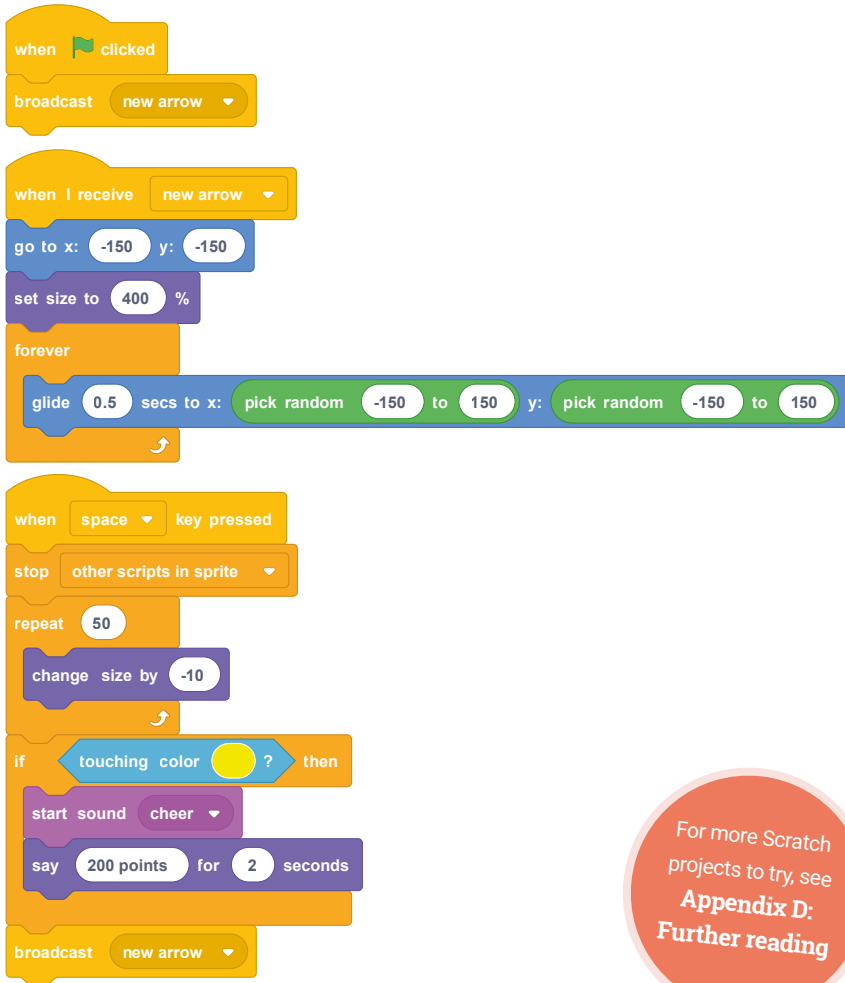 when clicked
broadcast new arrow
when I receive new arrow
go to x: -150 y: -150
set size to 400 %
forever
glide 0.5 secs to x: pick random -150 to 150 y: pick random -150 to 150
when space key pressed
stop other scripts in sprite
repeat 50
change size by -10
if touching color ? then
start sound cheer
say 200 points for 2 seconds
broadcast new arrow
For more Scratch
projects to try, see
Appendix D:
Further reading